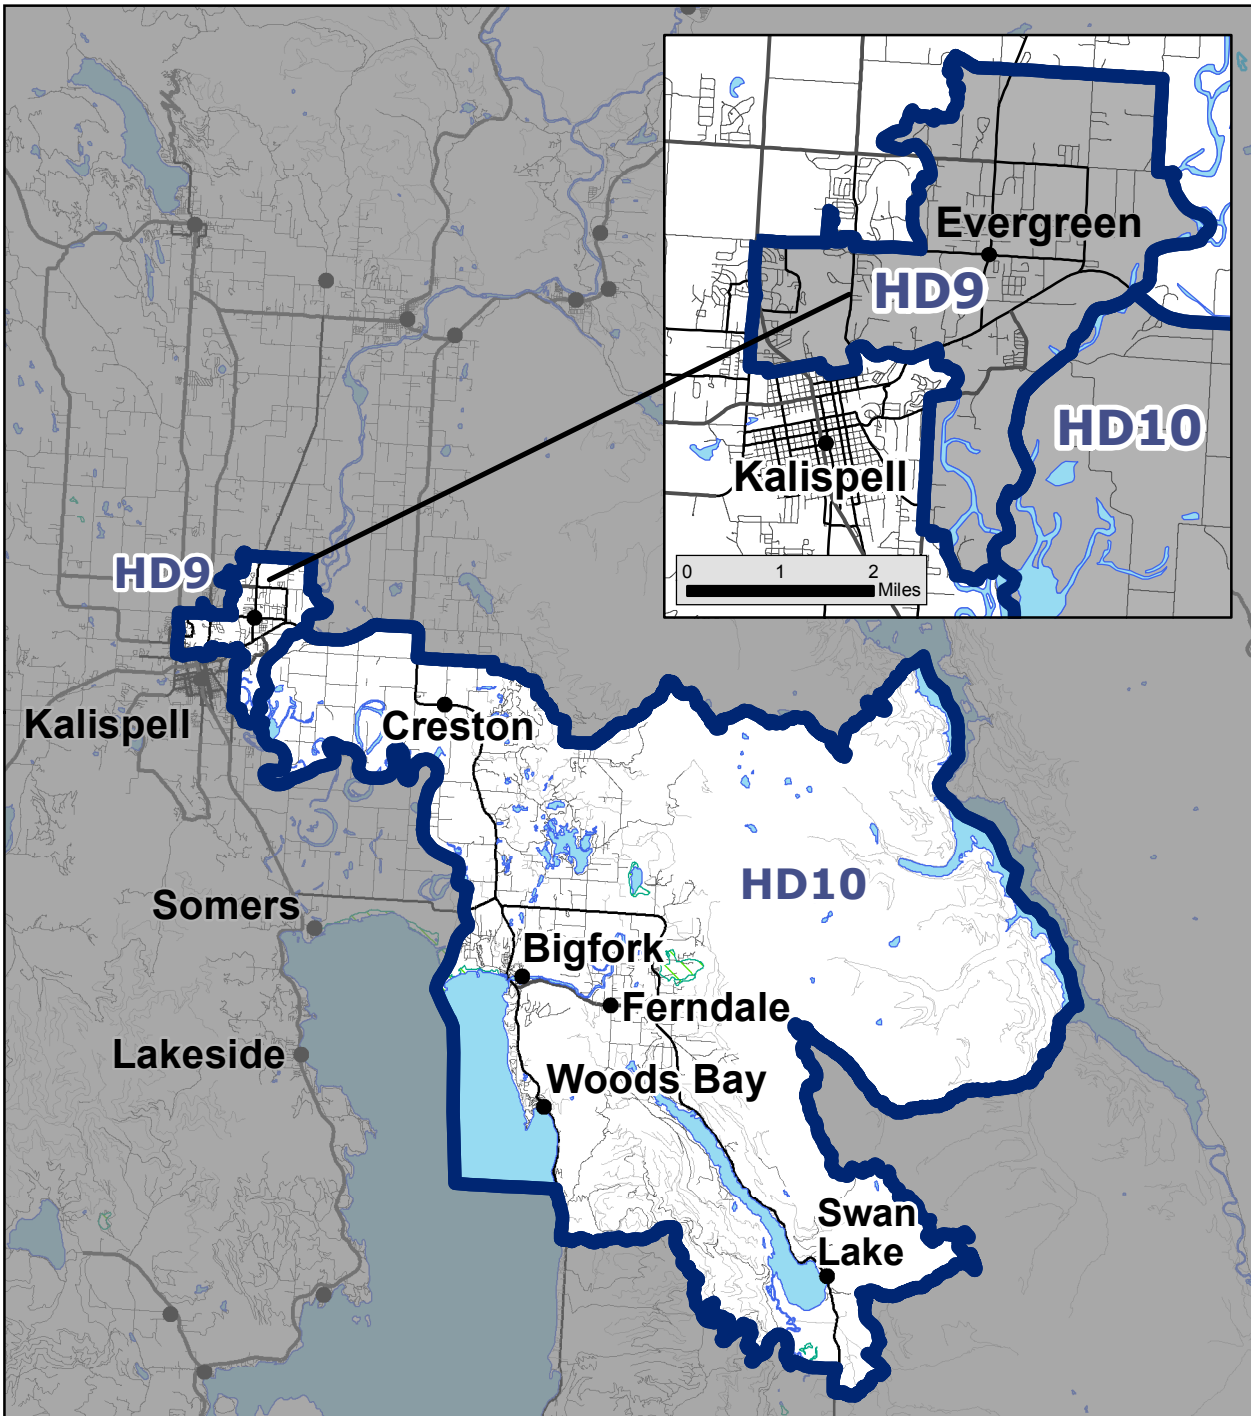 Evergreen
HD9
HD10
Kalispell
0 1 2
Miles
HD9
Kalispell
Creston
HD10
Somers
Bigfork
Ferndale
Lakeside
Woods Bay
Swan
Lake